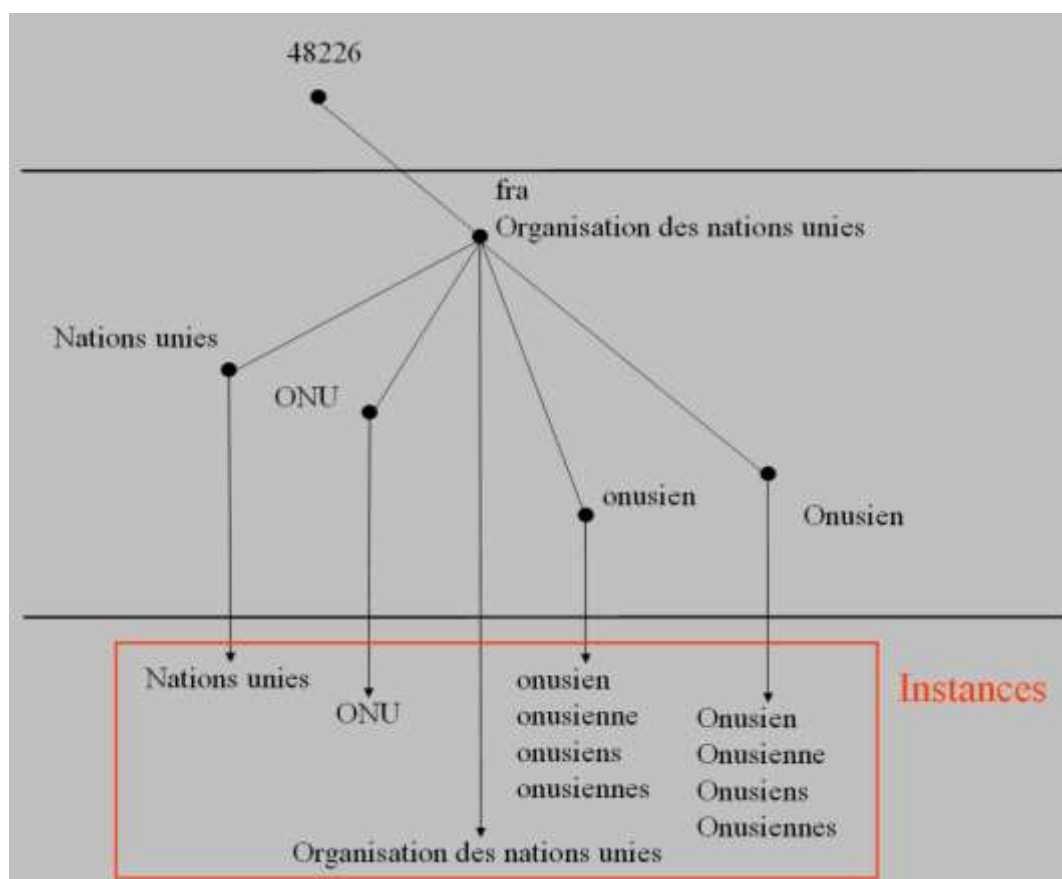 48226
fra
Organisation des nations unies
Nations unies
ONU
onusien
Onusien
Instances
Nations unies
ONU
onusien
onusienne
onusiens
onusiennes
Onusien
Onusienne
Onusiens
Onusiennes
Organisation des nations unies